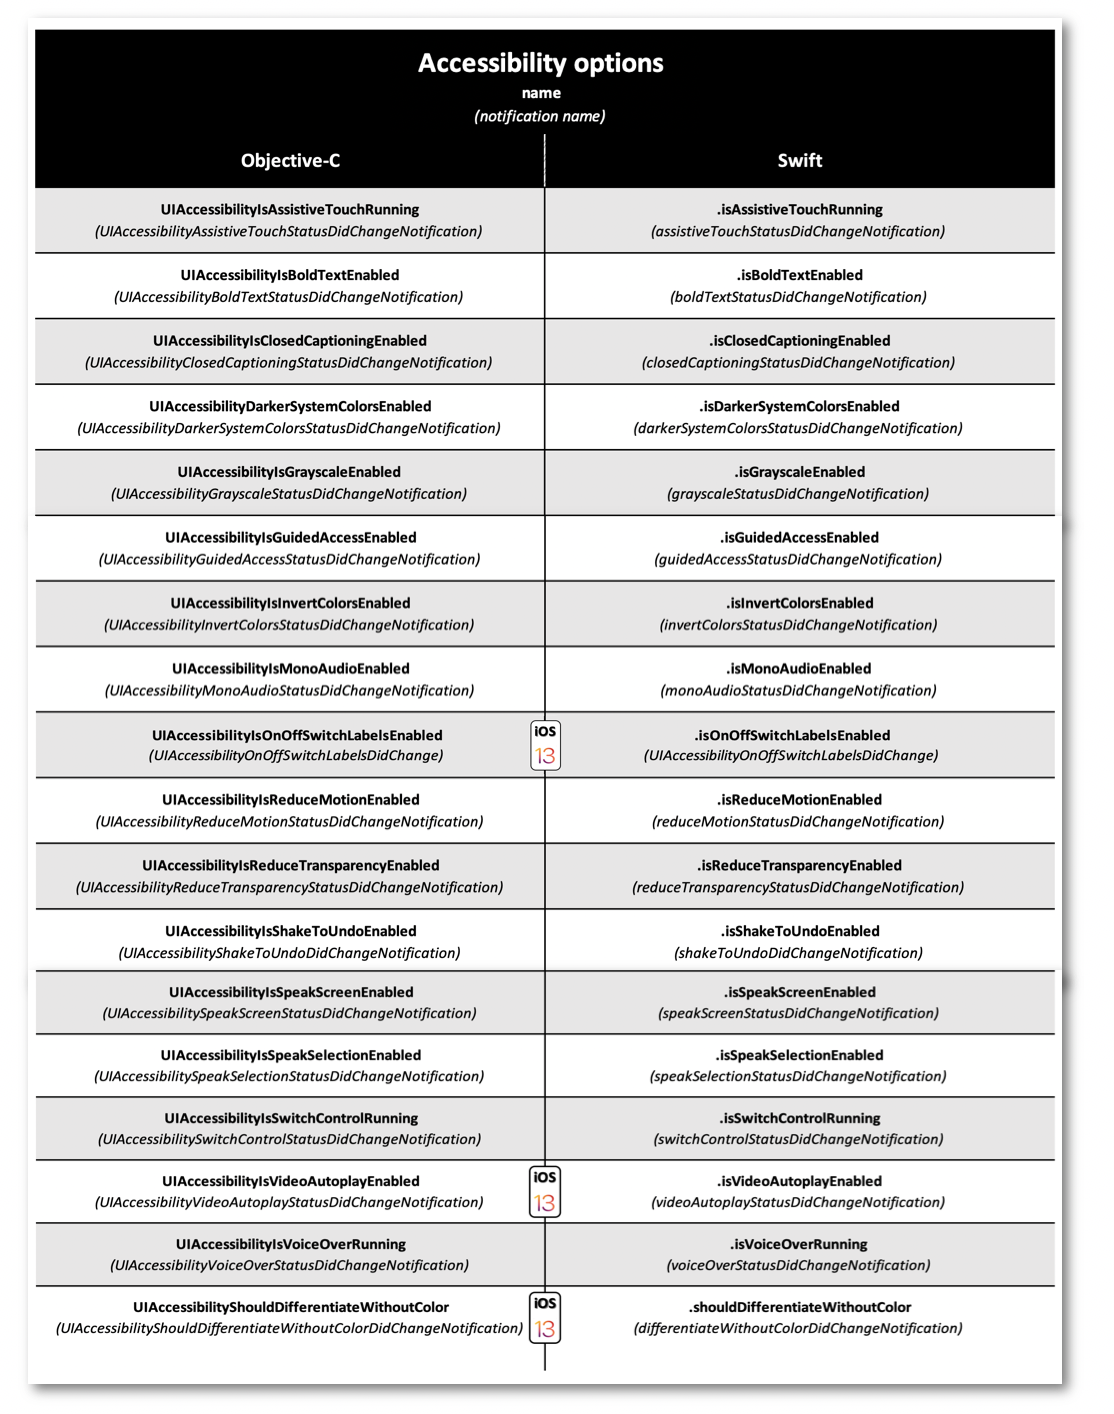 Accessibility options
name
(notification name)
Objective-C
Swift
UIAccessibilityIsAssistiveTouchRunning
(UIAccessibilityAssistiveTouchStatusDidChangeNotification)
.isAssistiveTouchRunning
(assistiveTouchStatusDidChangeNotification)
UIAccessibilityIsBoldTextEnabled
(UIAccessibilityBoldTextStatusDidChangeNotification)
.isBoldTextEnabled
(boldTextStatusDidChangeNotification)
UIAccessibilityIsClosedCaptioningEnabled
(UIAccessibilityClosedCaptioningStatusDidChangeNotification)
.isClosedCaptioningEnabled
(closedCaptioningStatusDidChangeNotification)
UIAccessibilityDarkerSystemColorsEnabled
(UIAccessibilityDarkerSystemColorsStatusDidChangeNotification)
.isDarkerSystemColorsEnabled
(darkerSystemColorsStatusDidChangeNotification)
UIAccessibilityIsGrayscaleEnabled
(UIAccessibilityGrayscaleStatusDidChangeNotification)
.isGrayscaleEnabled
(grayscaleStatusDidChangeNotification)
UIAccessibilityIsGuidedAccessEnabled
(UIAccessibilityGuidedAccessStatusDidChangeNotification)
.isGuidedAccessEnabled
(guidedAccessStatusDidChangeNotification)
UIAccessibilityIsInvertColorsEnabled
(UIAccessibilityInvertColorsStatusDidChangeNotification)
.isInvertColorsEnabled
(invertColorsStatusDidChangeNotification)
UIAccessibilityIsMonoAudioEnabled
(UIAccessibilityMonoAudioStatusDidChangeNotification)
.isMonoAudioEnabled
(monoAudioStatusDidChangeNotification)
UIAccessibilityIsOnOffSwitchLabelsEnabled
(UIAccessibilityOnOffSwitchLabelsDidChange)
iOS
13
.isOnOffSwitchLabelsEnabled
(UIAccessibilityOnOffSwitchLabelsDidChange)
UIAccessibilityIsReduceMotionEnabled
(UIAccessibilityReduceMotionStatusDidChangeNotification)
.isReduceMotionEnabled
(reduceMotionStatusDidChangeNotification)
UIAccessibilityIsReduceTransparencyEnabled
(UIAccessibilityReduceTransparencyStatusDidChangeNotification)
.isReduceTransparencyEnabled
(reduceTransparencyStatusDidChangeNotification)
UIAccessibilityIsShakeToUndoEnabled
(UIAccessibilityShakeToUndoDidChangeNotification)
.isShakeToUndoEnabled
(shakeToUndoDidChangeNotification)
UIAccessibilityIsSpeakScreenEnabled
(UIAccessibilitySpeakScreenStatusDidChangeNotification)
.isSpeakScreenEnabled
(speakScreenStatusDidChangeNotification)
UIAccessibilityIsSpeakSelectionEnabled
(UIAccessibilitySpeakSelectionStatusDidChangeNotification)
.isSpeakSelectionEnabled
(speakSelectionStatusDidChangeNotification)
UIAccessibilityIsSwitchControlRunning
(UIAccessibilitySwitchControlStatusDidChangeNotification)
.isSwitchControlRunning
(switchControlStatusDidChangeNotification)
UIAccessibilityIsVideoAutoplayEnabled
(UIAccessibilityVideoAutoplayStatusDidChangeNotification)
iOS
13
.isVideoAutoplayEnabled
(videoAutoplayStatusDidChangeNotification)
UIAccessibilityIsVoiceOverRunning
(UIAccessibilityVoiceOverStatusDidChangeNotification)
.isVoiceOverRunning
(voiceOverStatusDidChangeNotification)
UIAccessibilityShouldDifferentiateWithoutColor
(UIAccessibilityShouldDifferentiateWithoutColorDidChangeNotification)
iOS
13
.shouldDifferentiateWithoutColor
(differentiateWithoutColorDidChangeNotification)